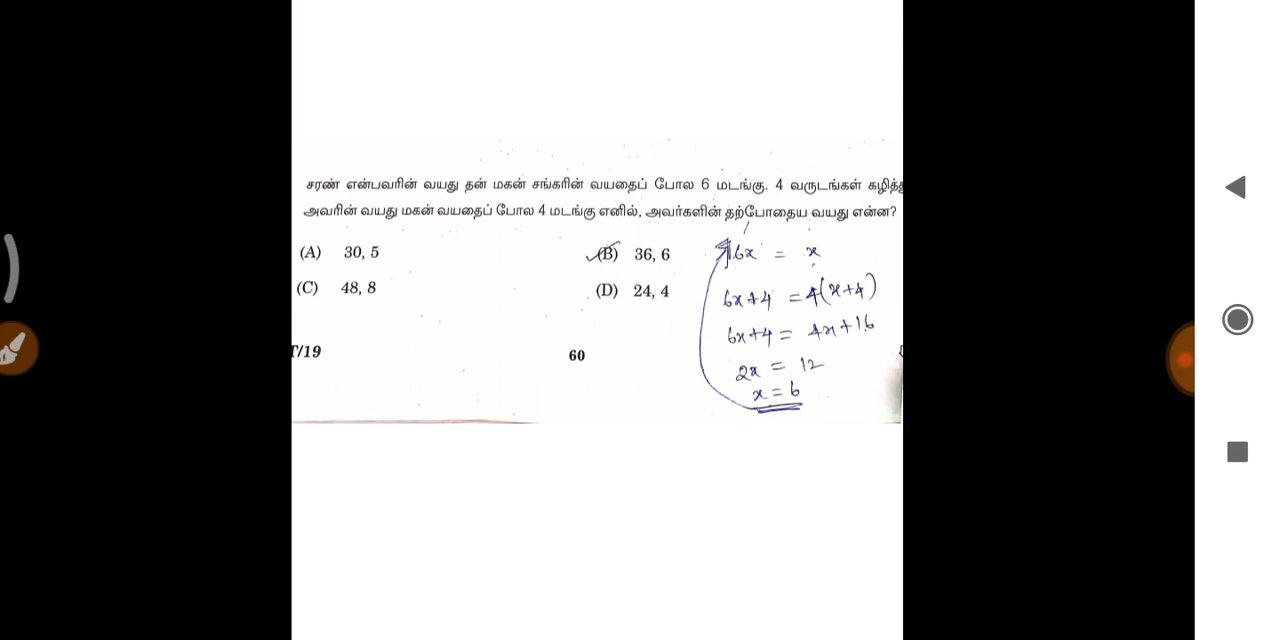 சரண் என்பவரின் வயது தன் மகன் சங்கரின் வயதைப் போல 6 மடங்கு. 4 வருடங்கள்
அவரின் வயது மகன் வயதைப் போல 4 மடங்கு எனில், அவர்களின் தற்போதைய வயது என்ன?
(A) 30, 5
(B) 36, 6
(C) 48, 8
(D) 24, 4
6x = x
6x+4 = 4(x+4)
6x+4 = 4x+16
2x = 12
x = 6
T/19
60